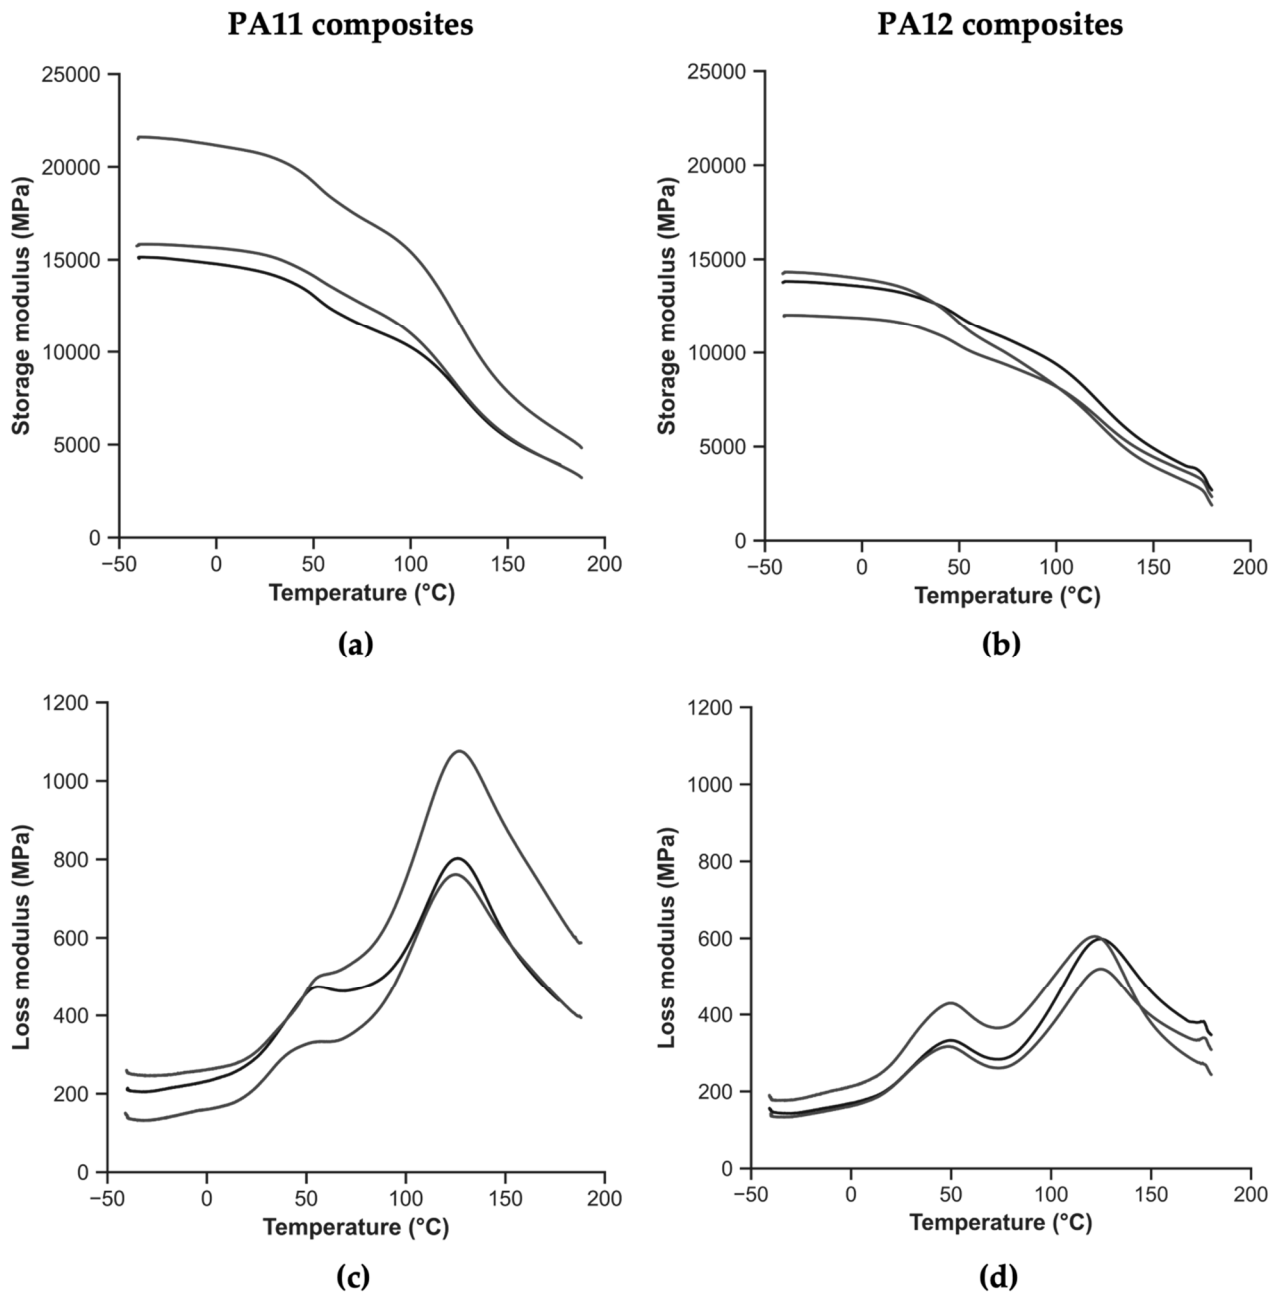 PA11 composites
PA12 composites
25000
20000
15000
10000
5000
0
Storage modulus (MPa)
−50 0 50 100 150 200
Temperature (°C)
(a)
25000
20000
15000
10000
5000
0
Storage modulus (MPa)
−50 0 50 100 150 200
Temperature (°C)
(b)
1200
1000
800
600
400
200
0
Loss modulus (MPa)
−50 0 50 100 150 200
Temperature (°C)
(c)
1200
1000
800
600
400
200
0
Loss modulus (MPa)
−50 0 50 100 150 200
Temperature (°C)
(d)